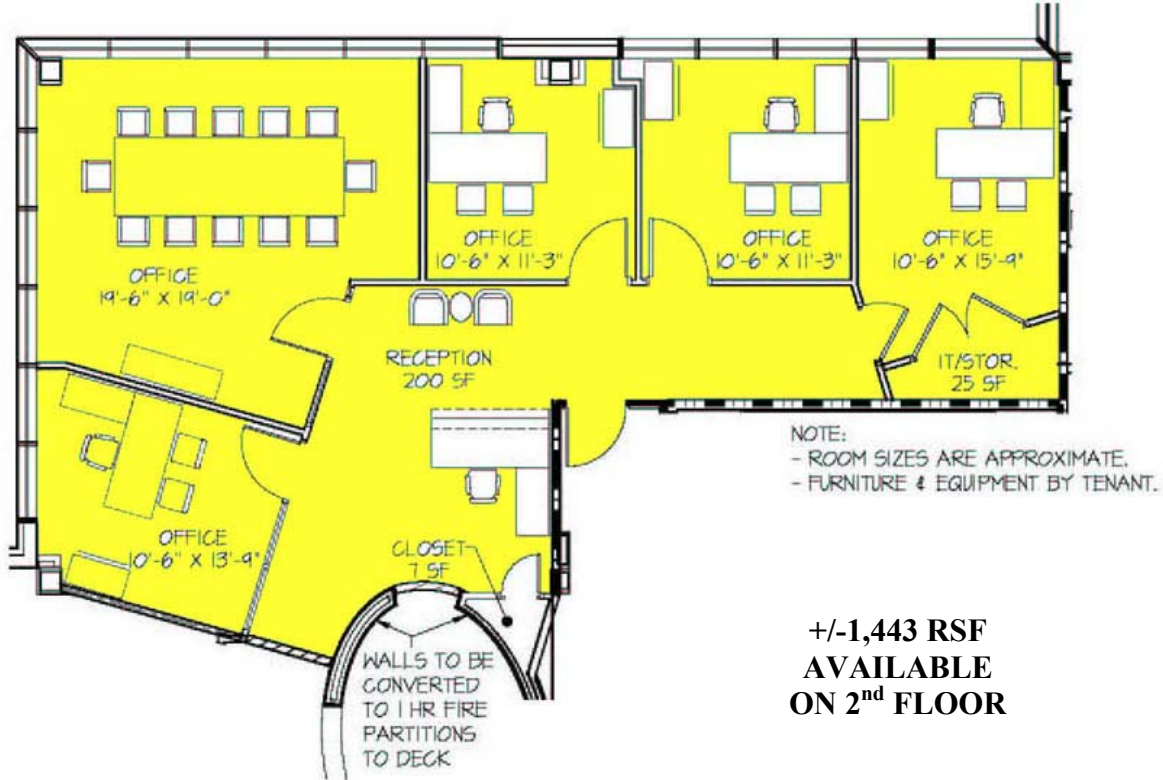 OFFICE
19'-6" X 19'-0"
OFFICE
10'-6" X 11'-3"
OFFICE
10'-6" X 11'-3"
OFFICE
10'-6" X 15'-9"
RECEPTION
200 SF
IT/STOR.
25 SF
NOTE:
- ROOM SIZES ARE APPROXIMATE.
- FURNITURE & EQUIPMENT BY TENANT.
OFFICE
10'-6" X 13'-9"
CLOSET
7 SF
WALLS TO BE
CONVERTED
TO 1 HR FIRE
PARTITIONS
TO DECK
+/-1,443 RSF
AVAILABLE
ON 2nd FLOOR